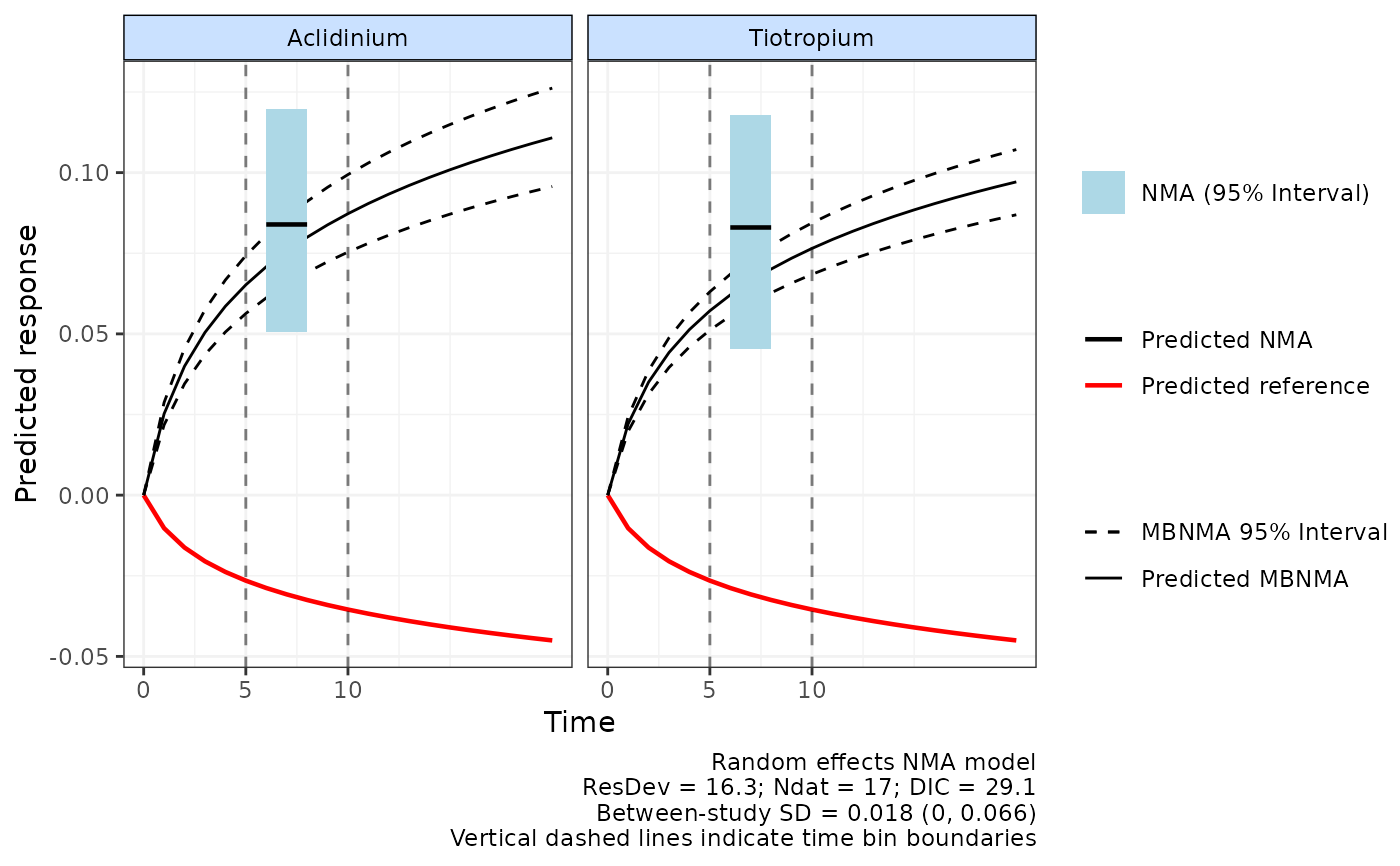 Aclidinium
Tiotropium
Predicted response
0.10
0.05
0.00
-0.05
0
5
10
0
5
10
Time
NMA (95% Interval)
Predicted NMA
Predicted reference
MBNMA 95% Interval
Predicted MBNMA
Random effects NMA model
ResDev = 16.3; Ndat = 17; DIC = 29.1
Between-study SD = 0.018 (0, 0.066)
Vertical dashed lines indicate time bin boundaries